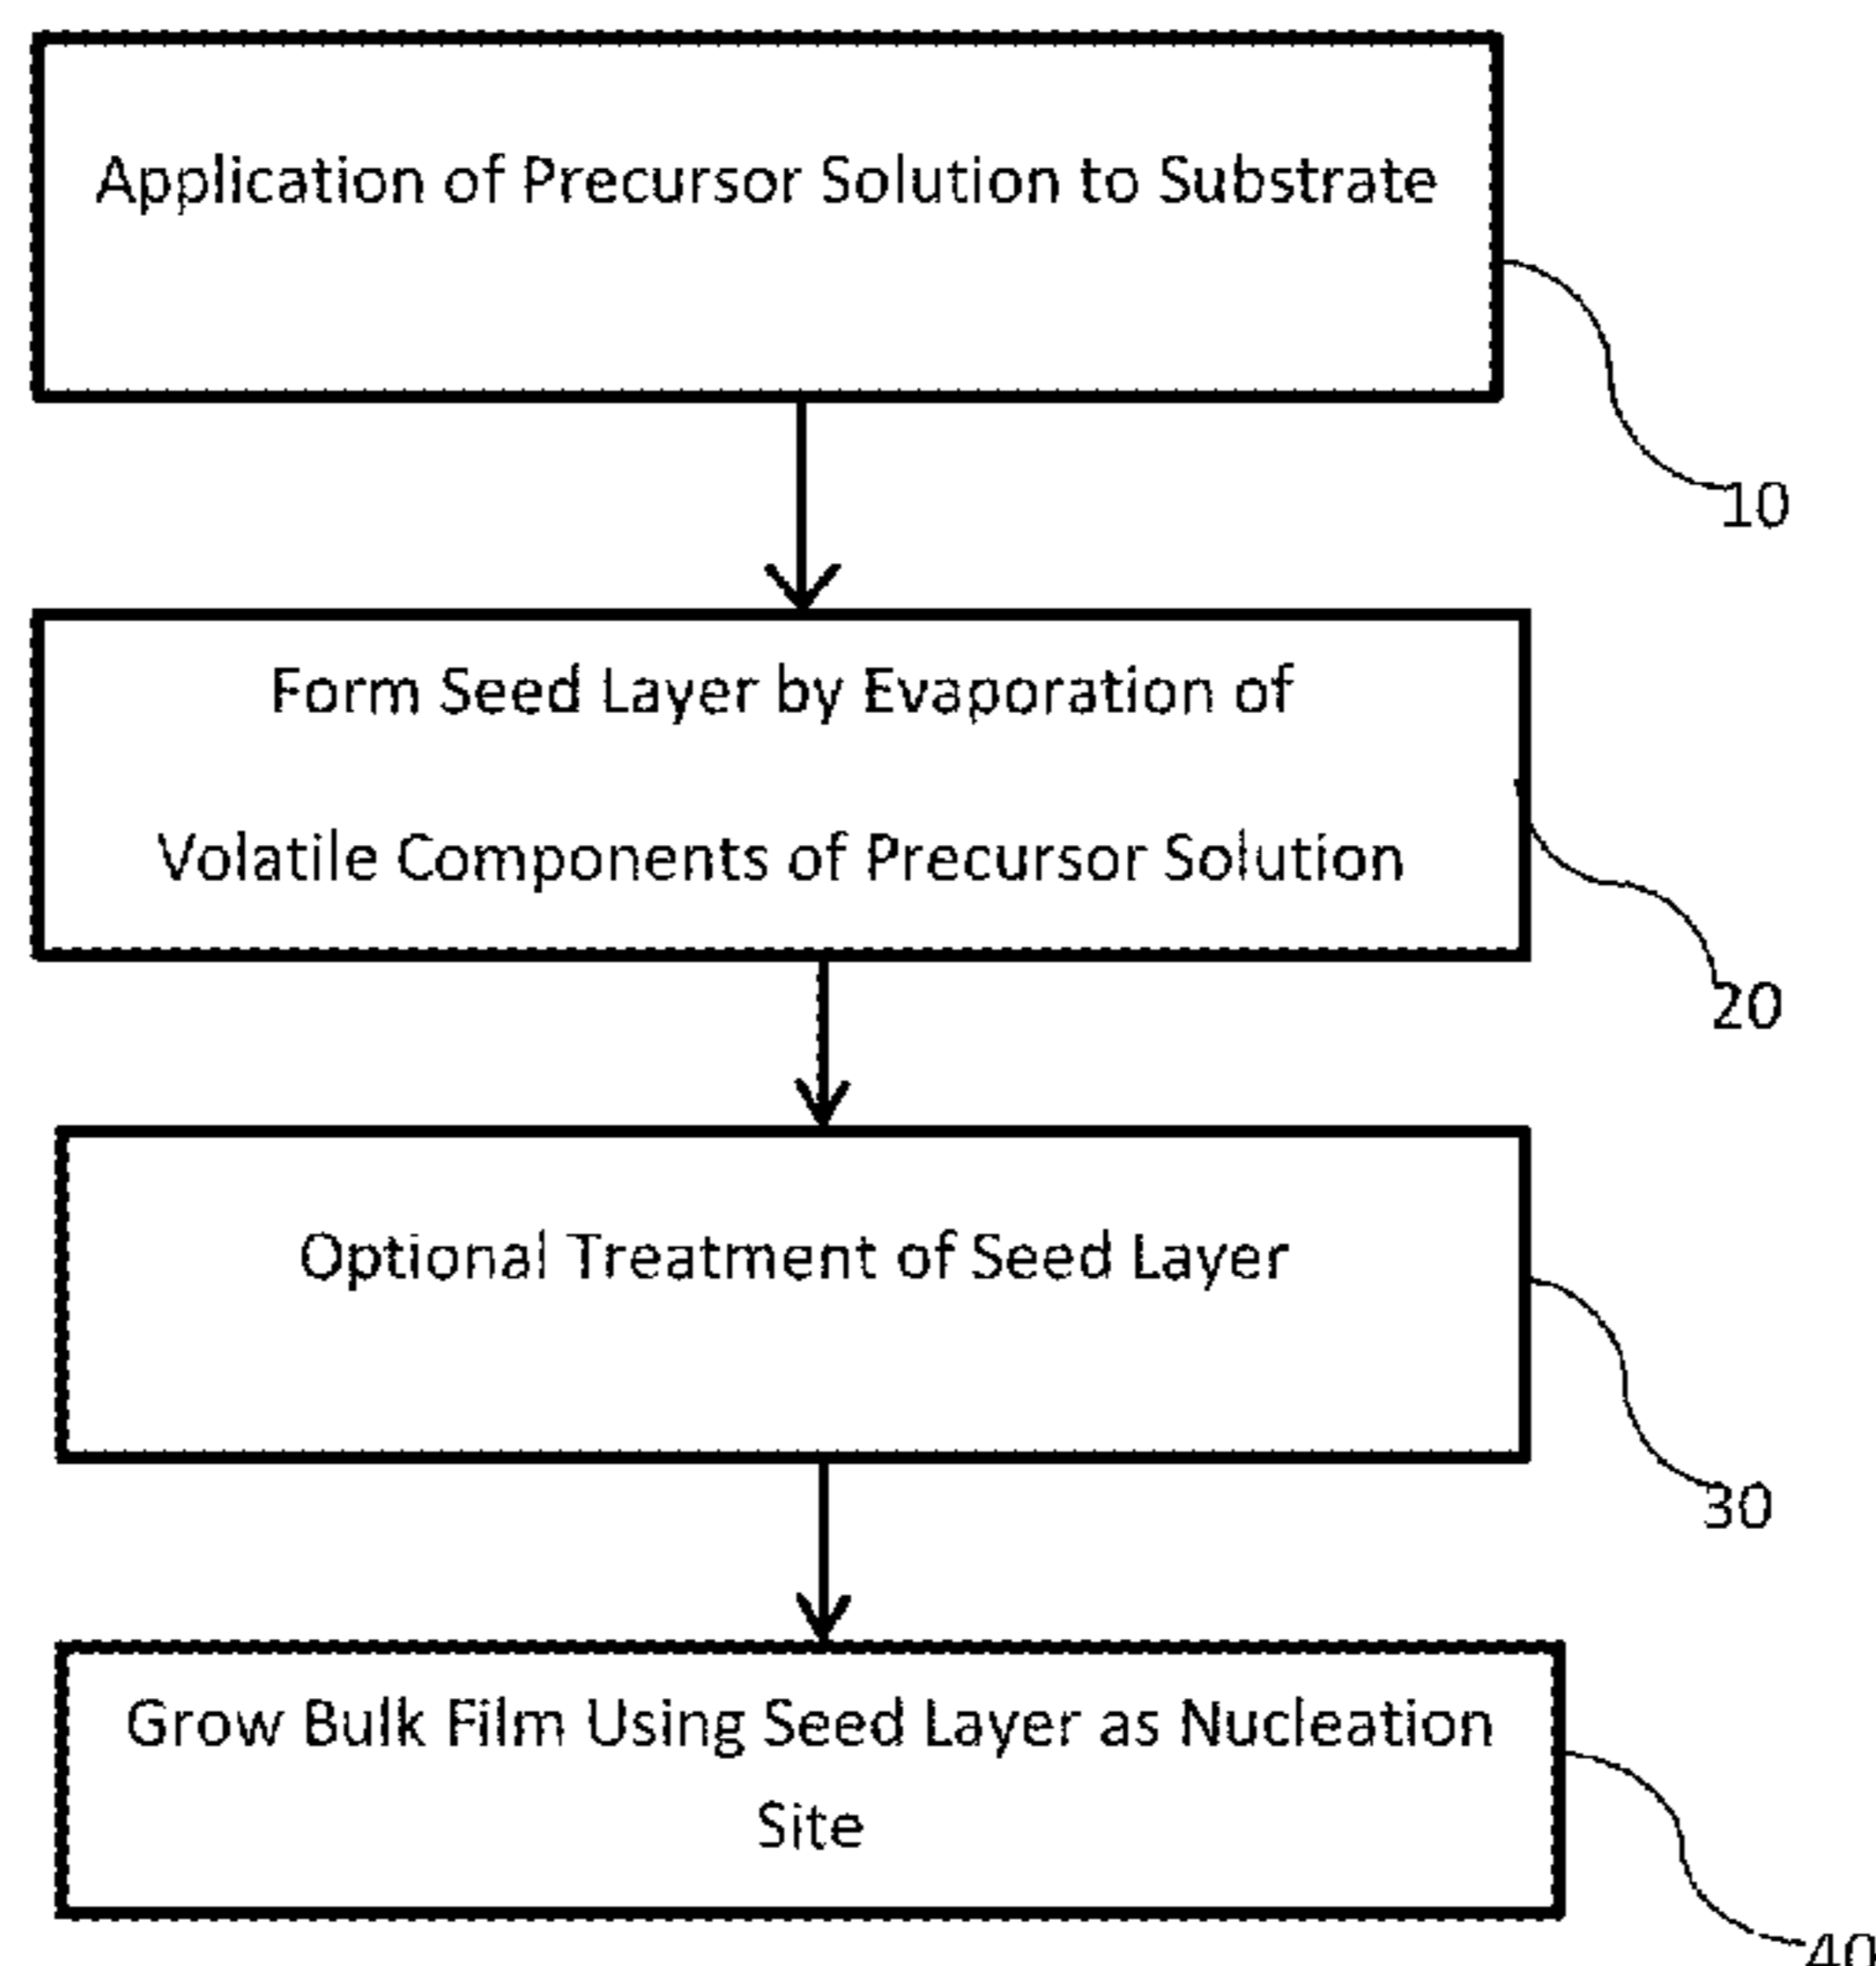 Application of Precursor Solution to Substrate
10
Form Seed Layer by Evaporation of
Volatile Components of Precursor Solution
20
Optional Treatment of Seed Layer
30
Grow Bulk Film Using Seed Layer as Nucleation
Site
40